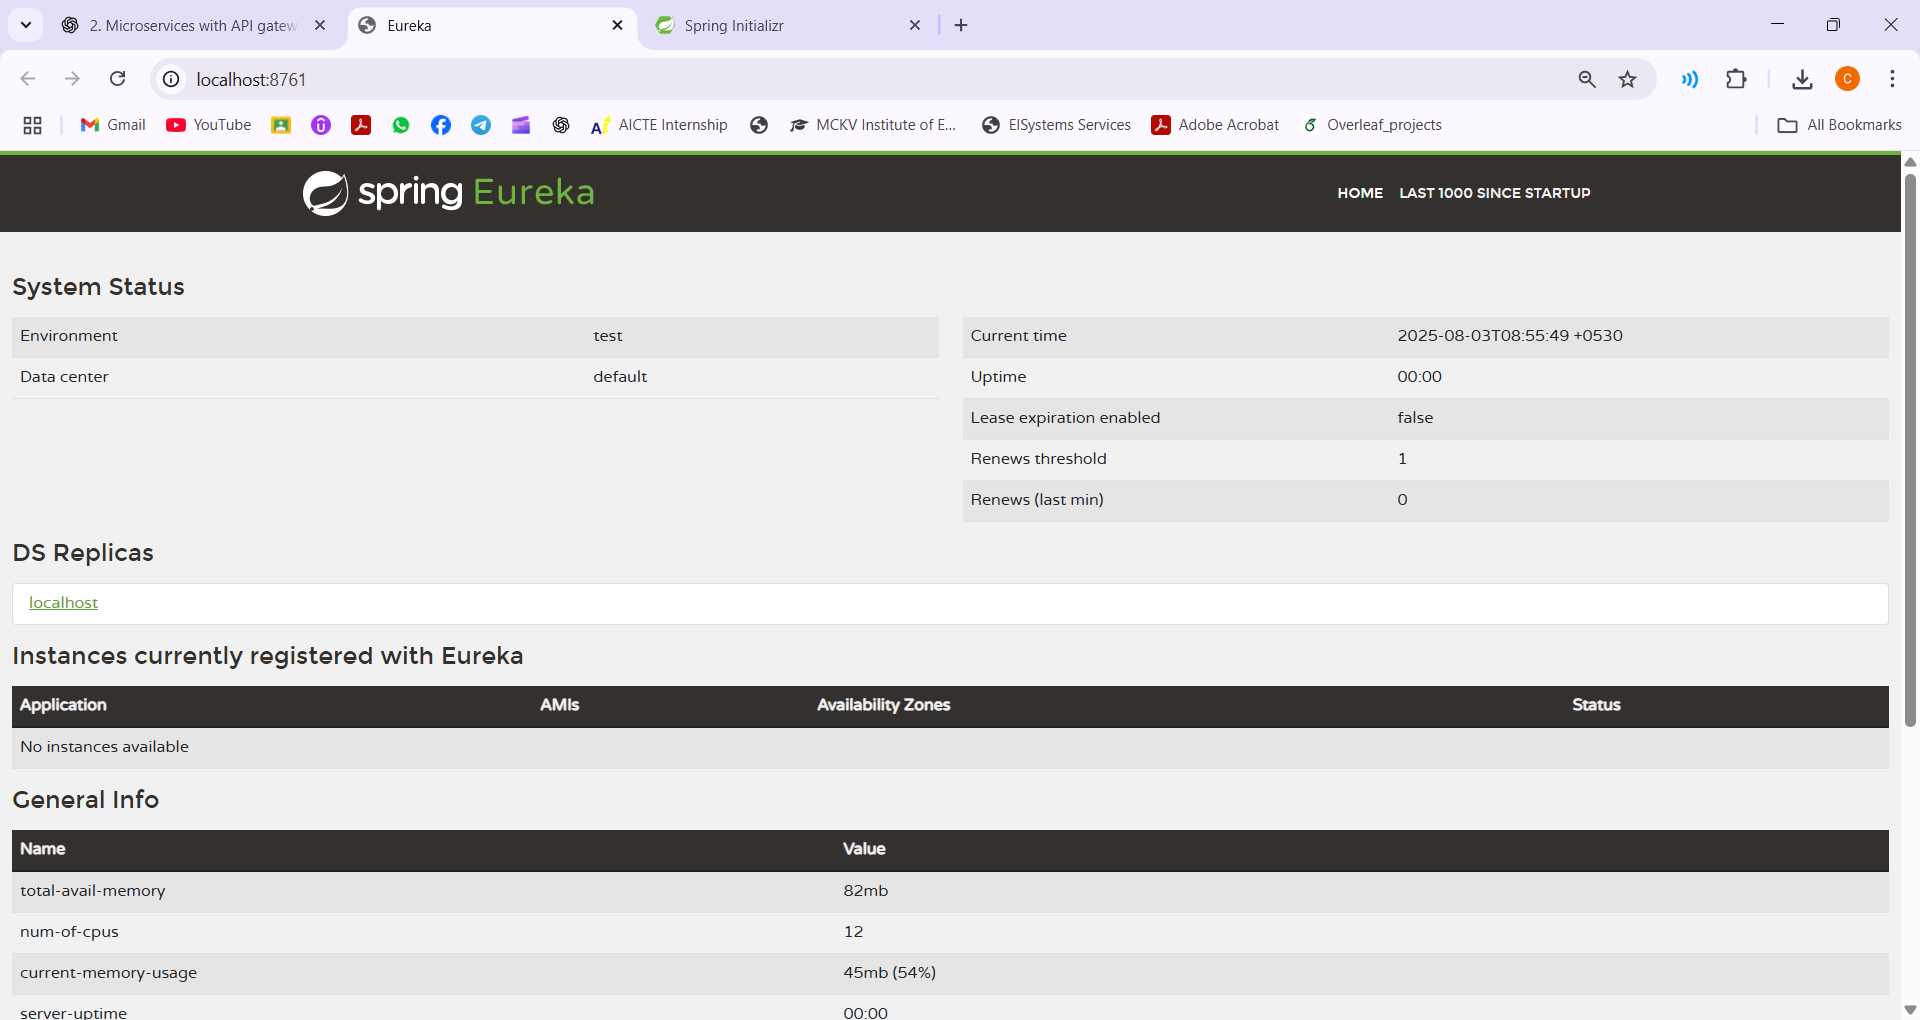 2. Microservices with API gatew
Eureka
Spring Initializr
localhost:8761
C
Gmail
YouTube
AICTE Internship
MCKV Institute of E...
EISystems Services
Adobe Acrobat
Overleaf_projects
All Bookmarks
spring Eureka
HOME LAST 1000 SINCE STARTUP
System Status
Environment test
Data center default
Current time 2025-08-03T08:55:49 +0530
Uptime 00:00
Lease expiration enabled false
Renews threshold 1
Renews (last min) 0
DS Replicas
localhost
Instances currently registered with Eureka
Application AMIs Availability Zones Status
No instances available
General Info
Name Value
total-avail-memory 82mb
num-of-cpus 12
current-memory-usage 45mb (54%)
server-uptime 00:00